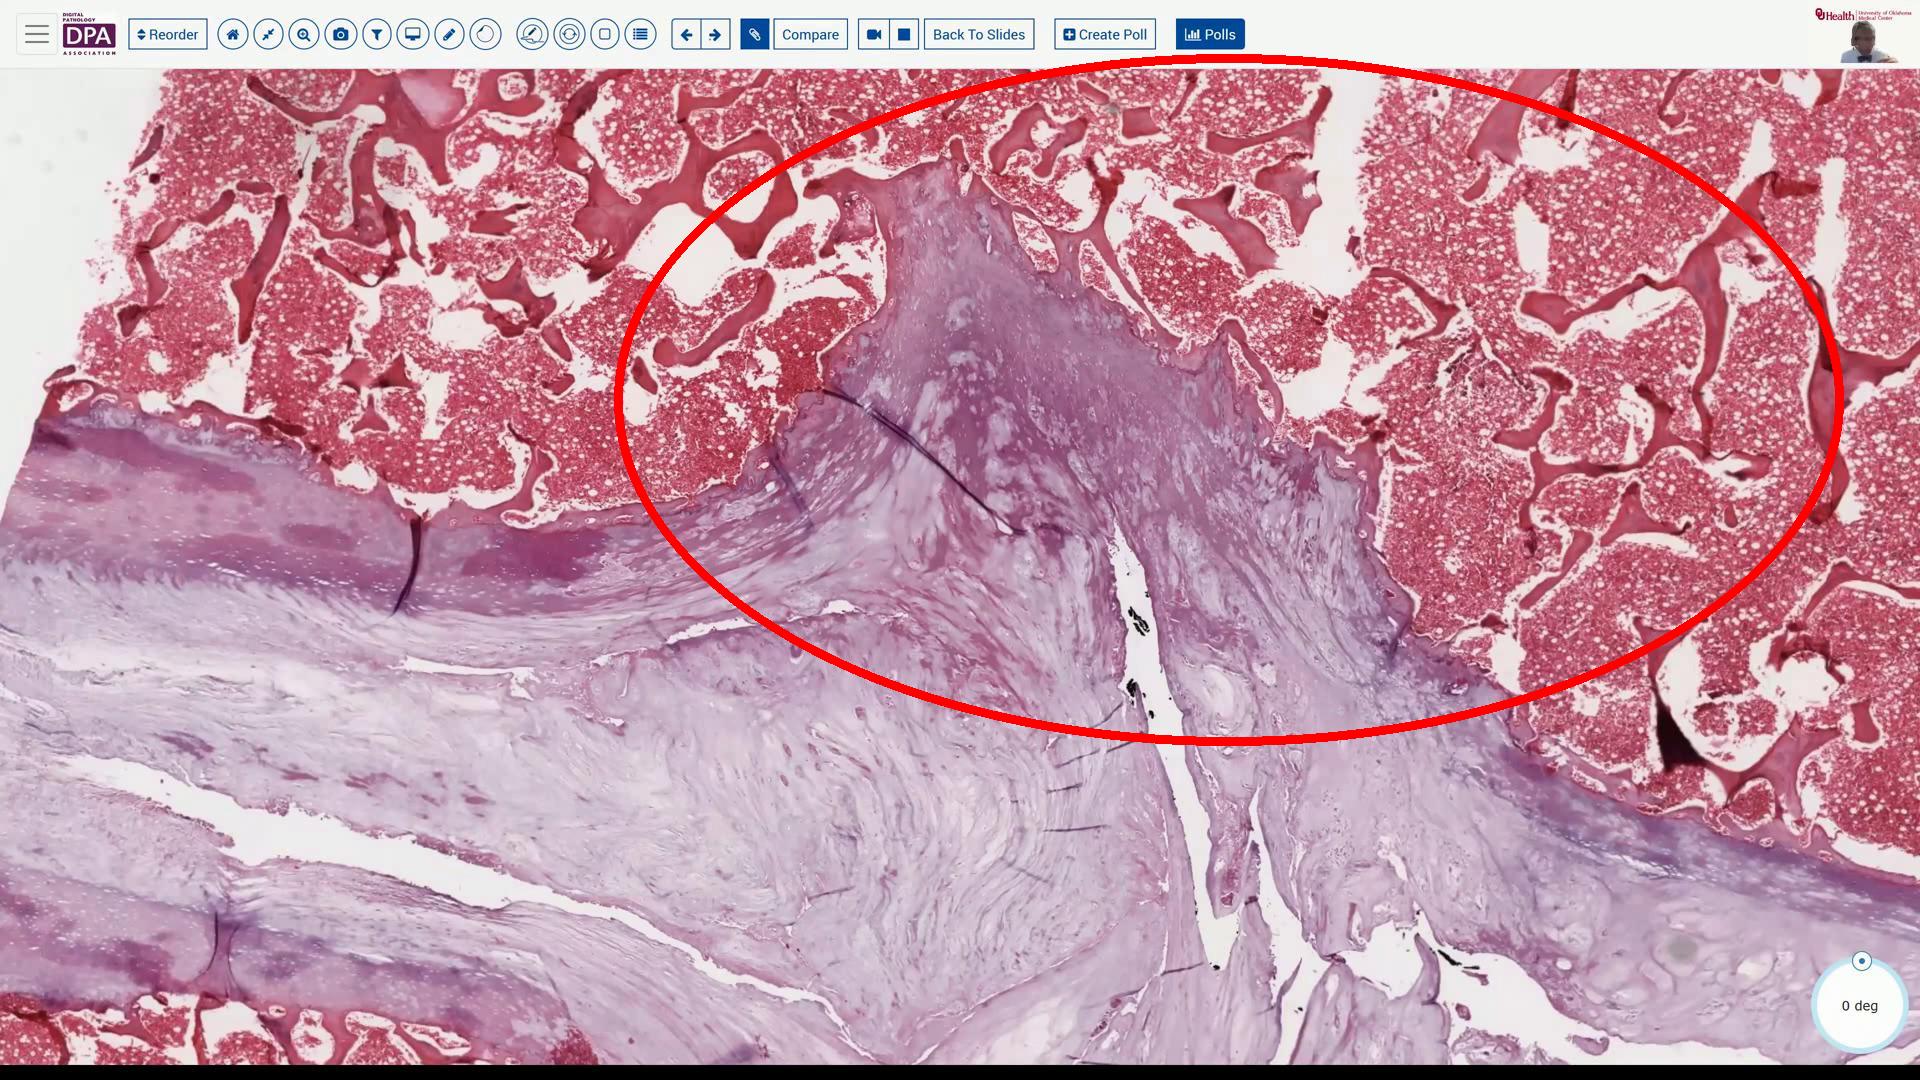 DIGITAL
PATHOLOGY
DPA
ASSOCIATION
Reorder
Compare
Back To Slides
Create Poll
Polls
OU Health
University of Oklahoma
Medical Center
0 deg